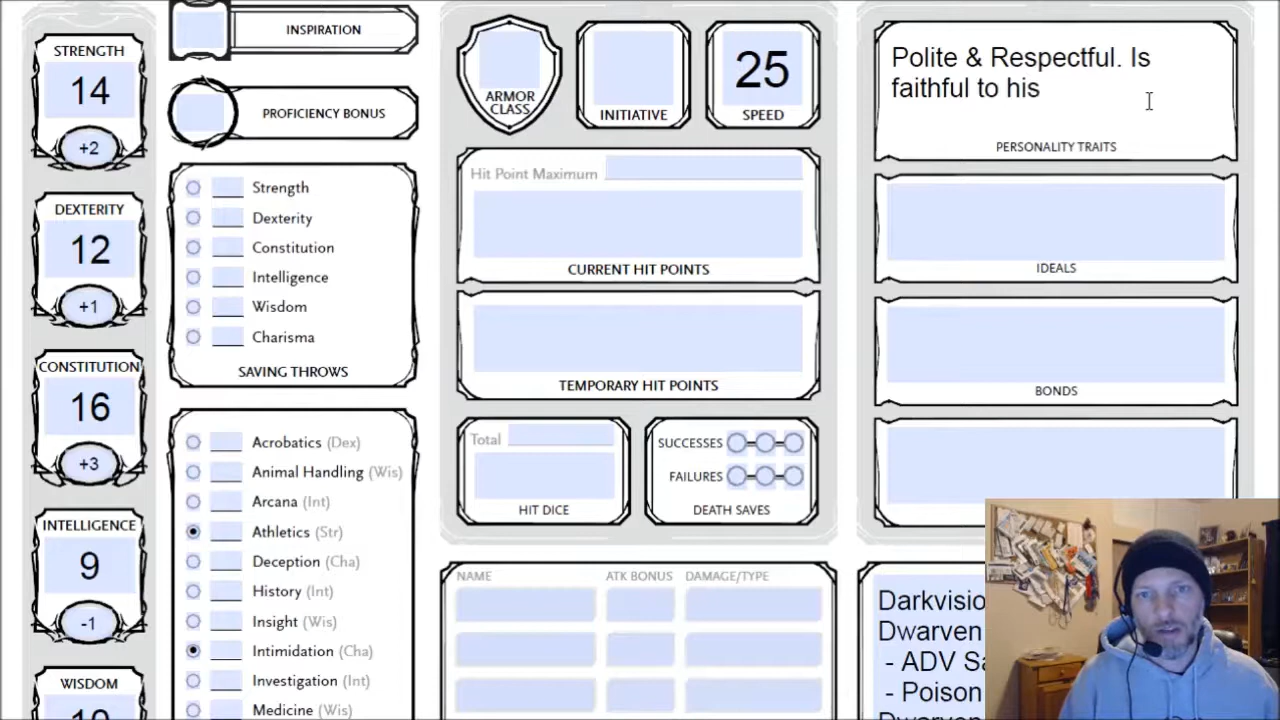 STRENGTH
14
+2
DEXTERITY
12
+1
CONSTITUTION
16
+3
INTELLIGENCE
9
-1
WISDOM
INSPIRATION
PROFICIENCY BONUS
Strength
Dexterity
Constitution
Intelligence
Wisdom
Charisma
SAVING THROWS
Acrobatics (Dex)
Animal Handling (Wis)
Arcana (Int)
Athletics (Str)
Deception (Cha)
History (Int)
Insight (Wis)
Intimidation (Cha)
Investigation (Int)
Medicine (Wis)
ARMOR
CLASS
INITIATIVE
25
SPEED
Hit Point Maximum
CURRENT HIT POINTS
TEMPORARY HIT POINTS
Total
HIT DICE
SUCCESSES
FAILURES
DEATH SAVES
NAME ATK BONUS DAMAGE/TYPE
Polite & Respectful. Is
faithful to his
PERSONALITY TRAITS
IDEALS
BONDS
Darkvisio
Dwarven
- ADV Sa
- Poison
Dwarven